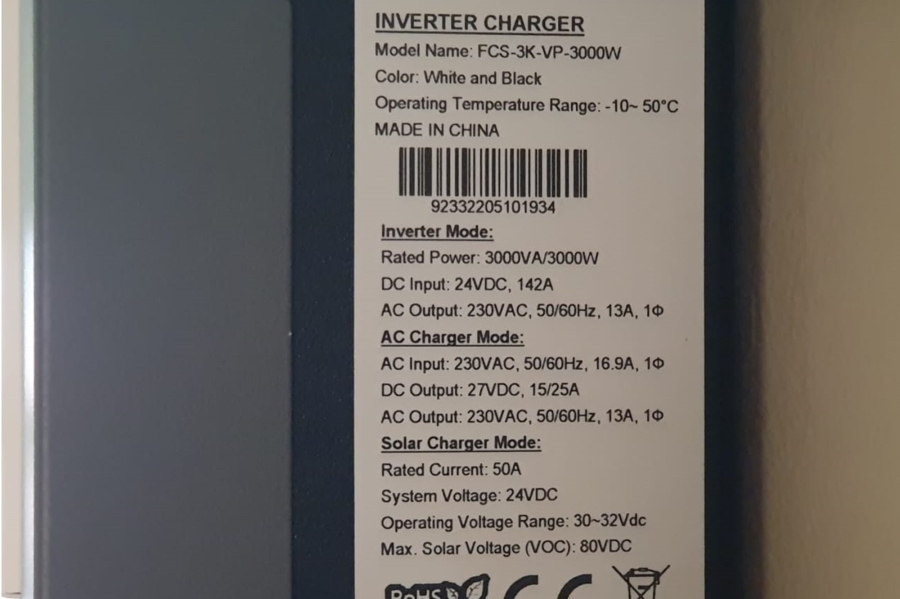 INVERTER CHARGER
Model Name: FCS-3K-VP-3000W
Color: White and Black
Operating Temperature Range: -10~ 50°C
MADE IN CHINA
92332205101934
Inverter Mode:
Rated Power: 3000VA/3000W
DC Input: 24VDC, 142A
AC Output: 230VAC, 50/60Hz, 13A, 1Φ
AC Charger Mode:
AC Input: 230VAC, 50/60Hz, 16.9A, 1Φ
DC Output: 27VDC, 15/25A
AC Output: 230VAC, 50/60Hz, 13A, 1Φ
Solar Charger Mode:
Rated Current: 50A
System Voltage: 24VDC
Operating Voltage Range: 30~32Vdc
Max. Solar Voltage (VOC): 80VDC
RoHS CE